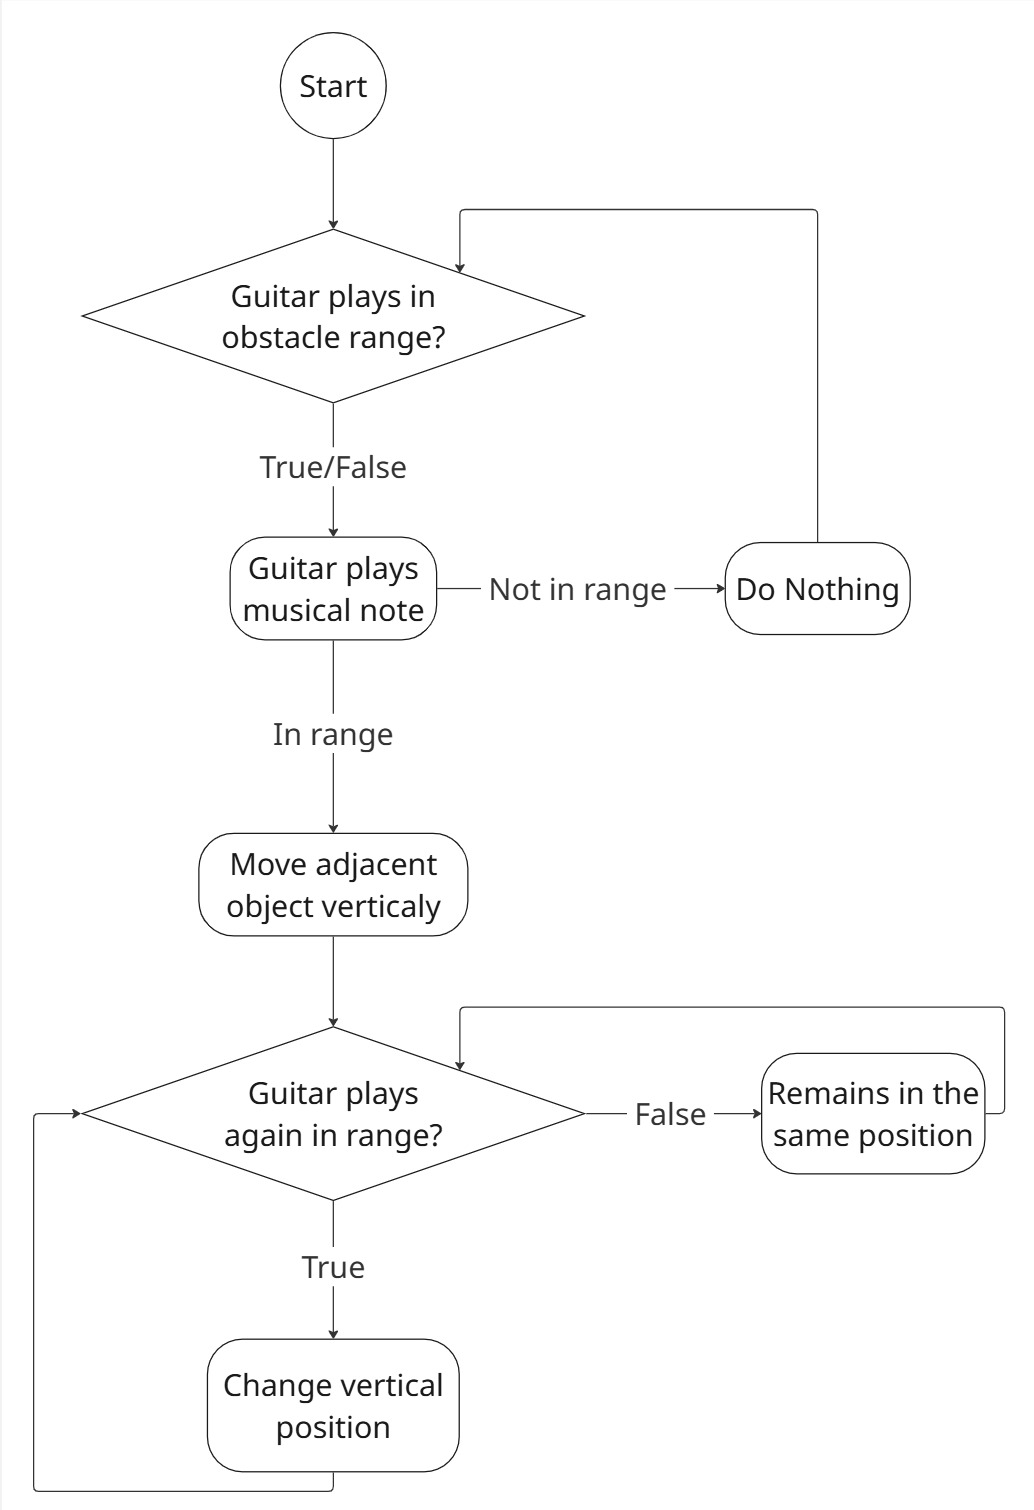 Start
Guitar plays in
obstacle range?
True/False
Guitar plays
musical note
Not in range
Do Nothing
In range
Move adjacent
object verticaly
Guitar plays
again in range?
False
Remains in the
same position
True
Change vertical
position